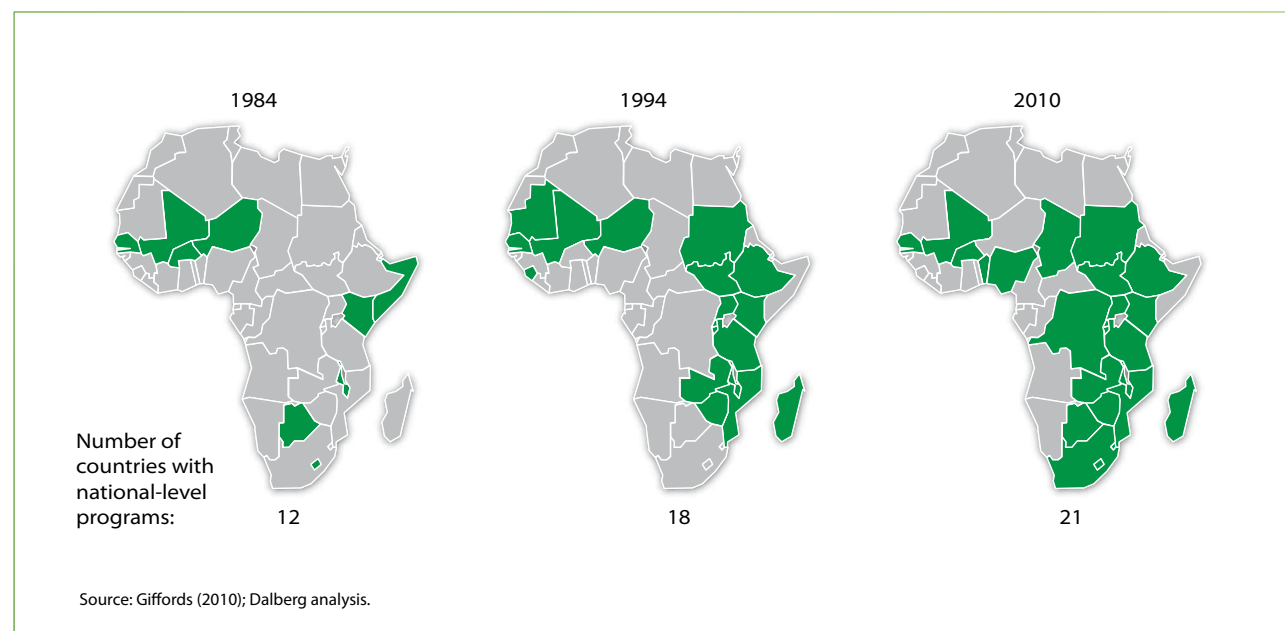 1984
1994
2010
Number of
countries with
national-level
programs:
12
18
21
Source: Giffords (2010); Dalberg analysis.